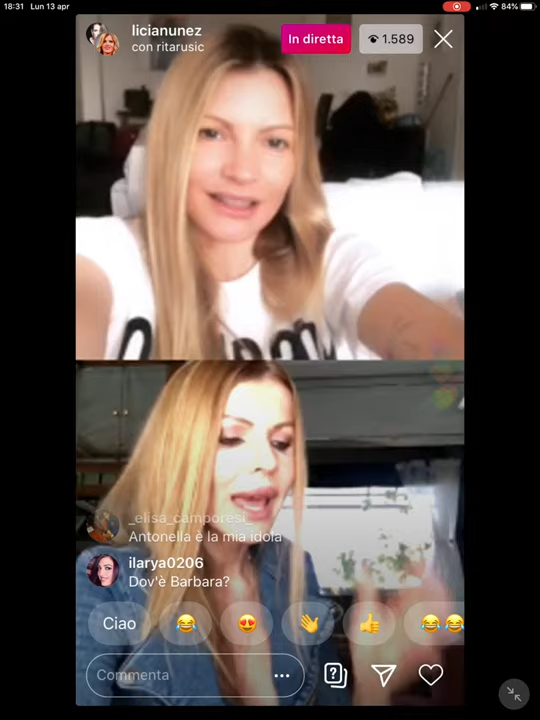 18:31 Lun 13 apr
84%
licianunez
con ritarusic
In diretta
1.589
_elisa_camporesi_
Antonella è la mia idola
ilarya0206
Dov'è Barbara?
Ciao
Commenta